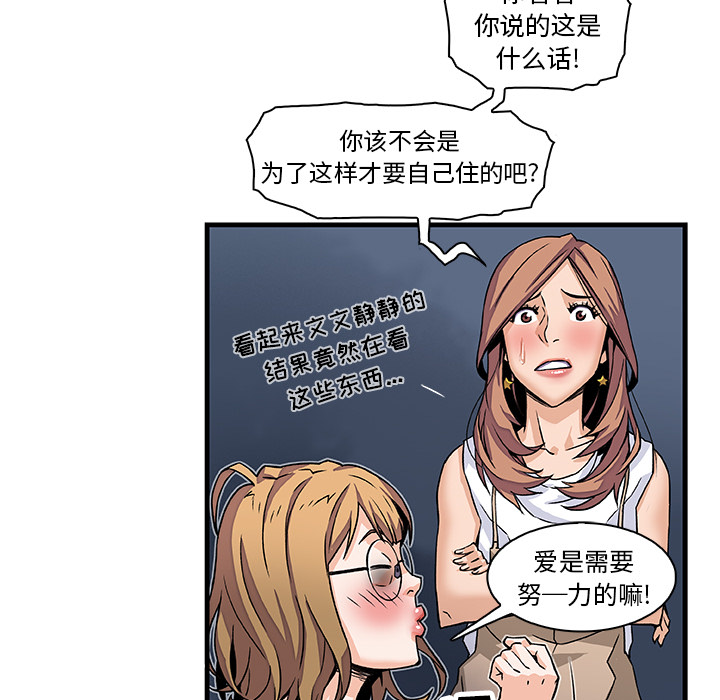 你说的这是
什么话!
你该不会是
为了这样才要自己住的吧?
看起来文文静静的
结果竟然在看
这些东西...
爱是需要
努—力的嘛!